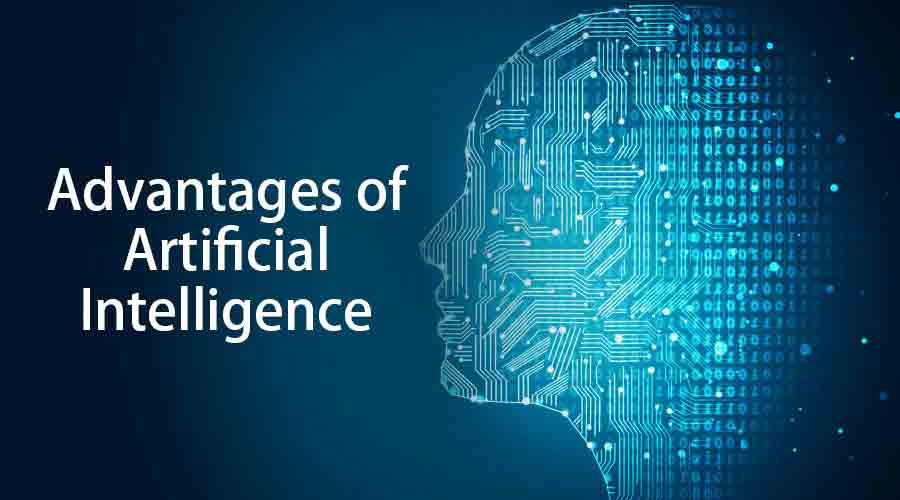 Advantages of
Artificial
Intelligence